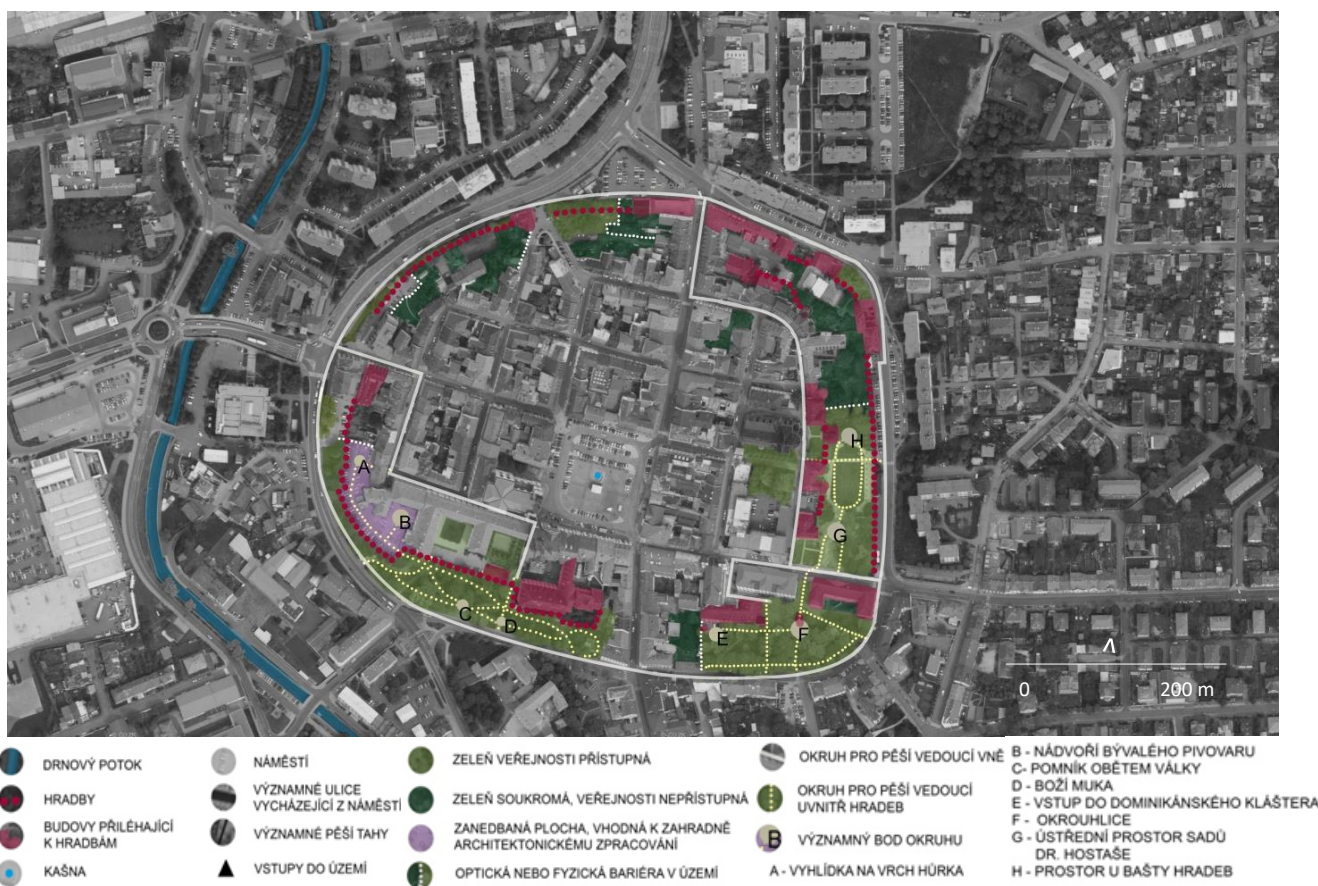 A
B
C
D
E
F
G
H
Λ
0
200 m
DRNOVÝ POTOK
HRADBY
BUDOVY PŘILÉHAJÍCÍ
K HRADBÁM
KAŠNA
NÁMĚSTÍ
VÝZNAMNÉ ULICE
VYCHÁZEJÍCÍ Z NÁMĚSTÍ
VÝZNAMNÉ PĚŠÍ TAHY
VSTUPY DO ÚZEMÍ
ZELEŇ VEŘEJNOSTI PŘÍSTUPNÁ
ZELEŇ SOUKROMÁ, VEŘEJNOSTI NEPŘÍSTUPNÁ
ZANEDBANÁ PLOCHA, VHODNÁ K ZAHRADNĚ
ARCHITEKTONICKÉMU ZPRACOVÁNÍ
OPTICKÁ NEBO FYZICKÁ BARIÉRA V ÚZEMÍ
OKRUH PRO PĚŠÍ VEDOUCÍ VNĚ
OKRUH PRO PĚŠÍ VEDOUCÍ
UVNITŘ HRADEB
B
VÝZNAMNÝ BOD OKRUHU
A - VYHLÍDKA NA VRCH HŮRKA
B - NÁDVOŘÍ BÝVALÉHO PIVOVARU
C- POMNÍK OBĚTEM VÁLKY
D - BOŽÍ MUKA
E - VSTUP DO DOMINIKÁNSKÉHO KLÁŠTERA
F - OKROUHLICE
G - ÚSTŘEDNÍ PROSTOR SADŮ
DR. HOSTAŠE
H - PROSTOR U BAŠTY HRADEB